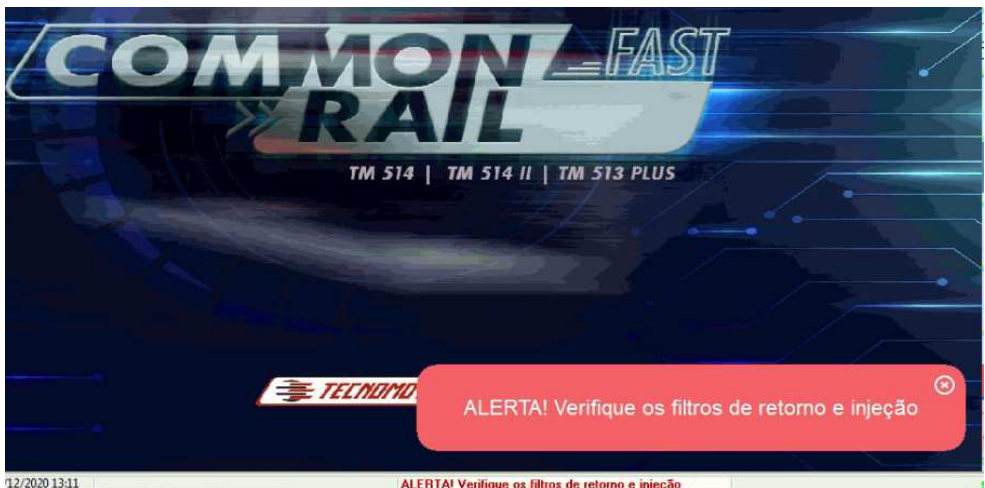 COMMON FAST
RAIL
TM 514 | TM 514 II | TM 513 PLUS
ALERTA! Verifique os filtros de retorno e injeção
/12/2020 13:11 ALERTA! Verifique os filtros de retorno e injeção